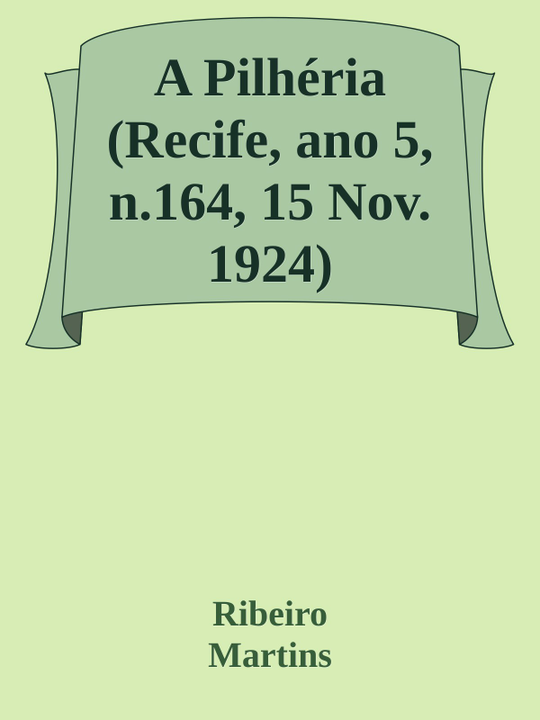 A Pilhéria
(Recife, ano 5,
n.164, 15 Nov.
1924)
Ribeiro
Martins